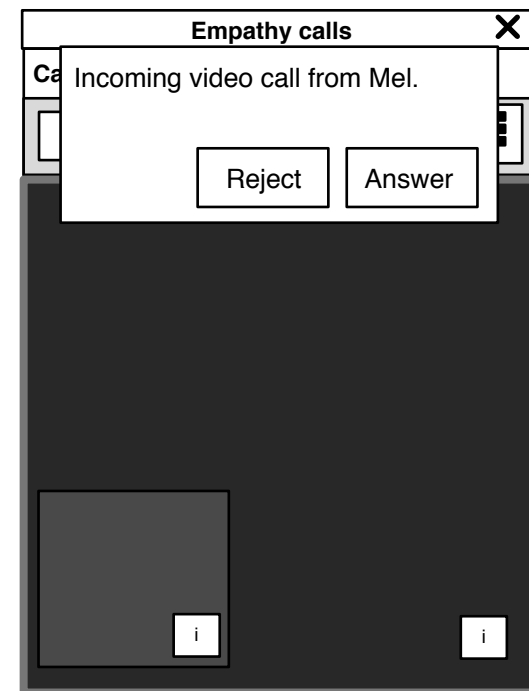 Empathy calls
Ca
Incoming video call from Mel.
Reject
Answer
i
i